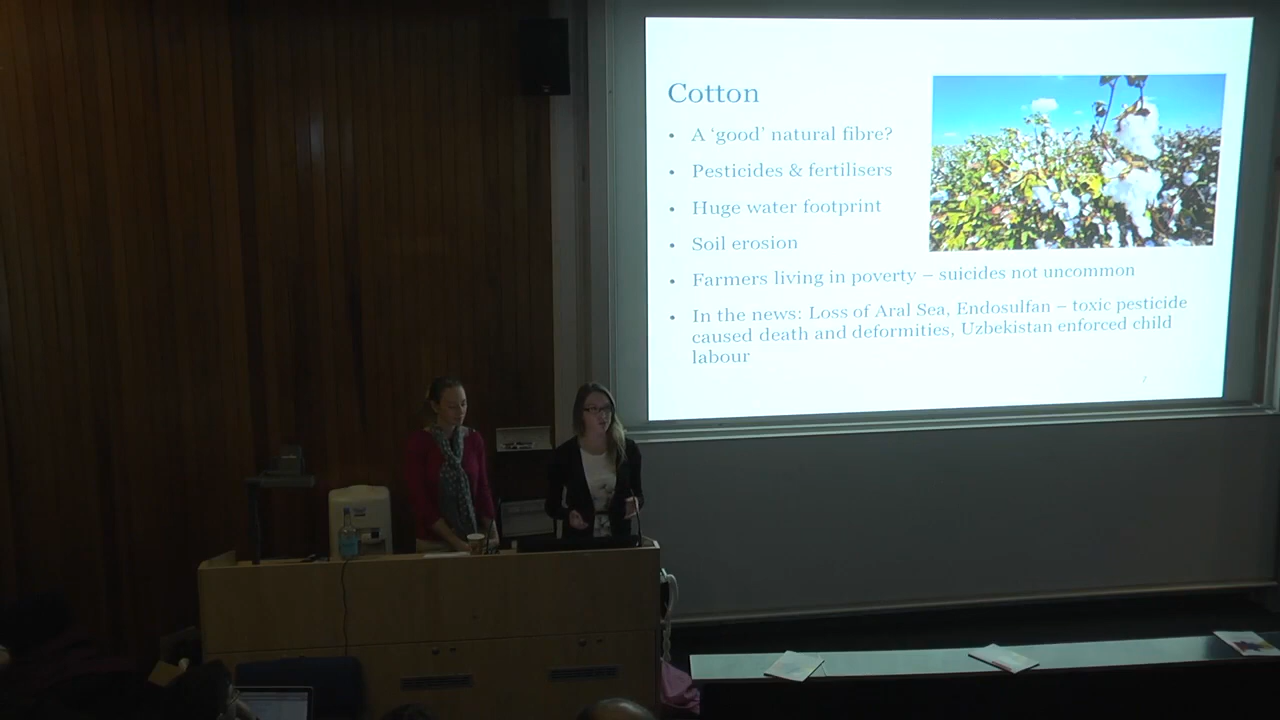 Cotton
• A ‘good’ natural fibre?
• Pesticides & fertilisers
• Huge water footprint
• Soil erosion
• Farmers living in poverty – suicides not uncommon
• In the news: Loss of Aral Sea, Endosulfan – toxic pesticide
caused death and deformities, Uzbekistan enforced child
labour
7